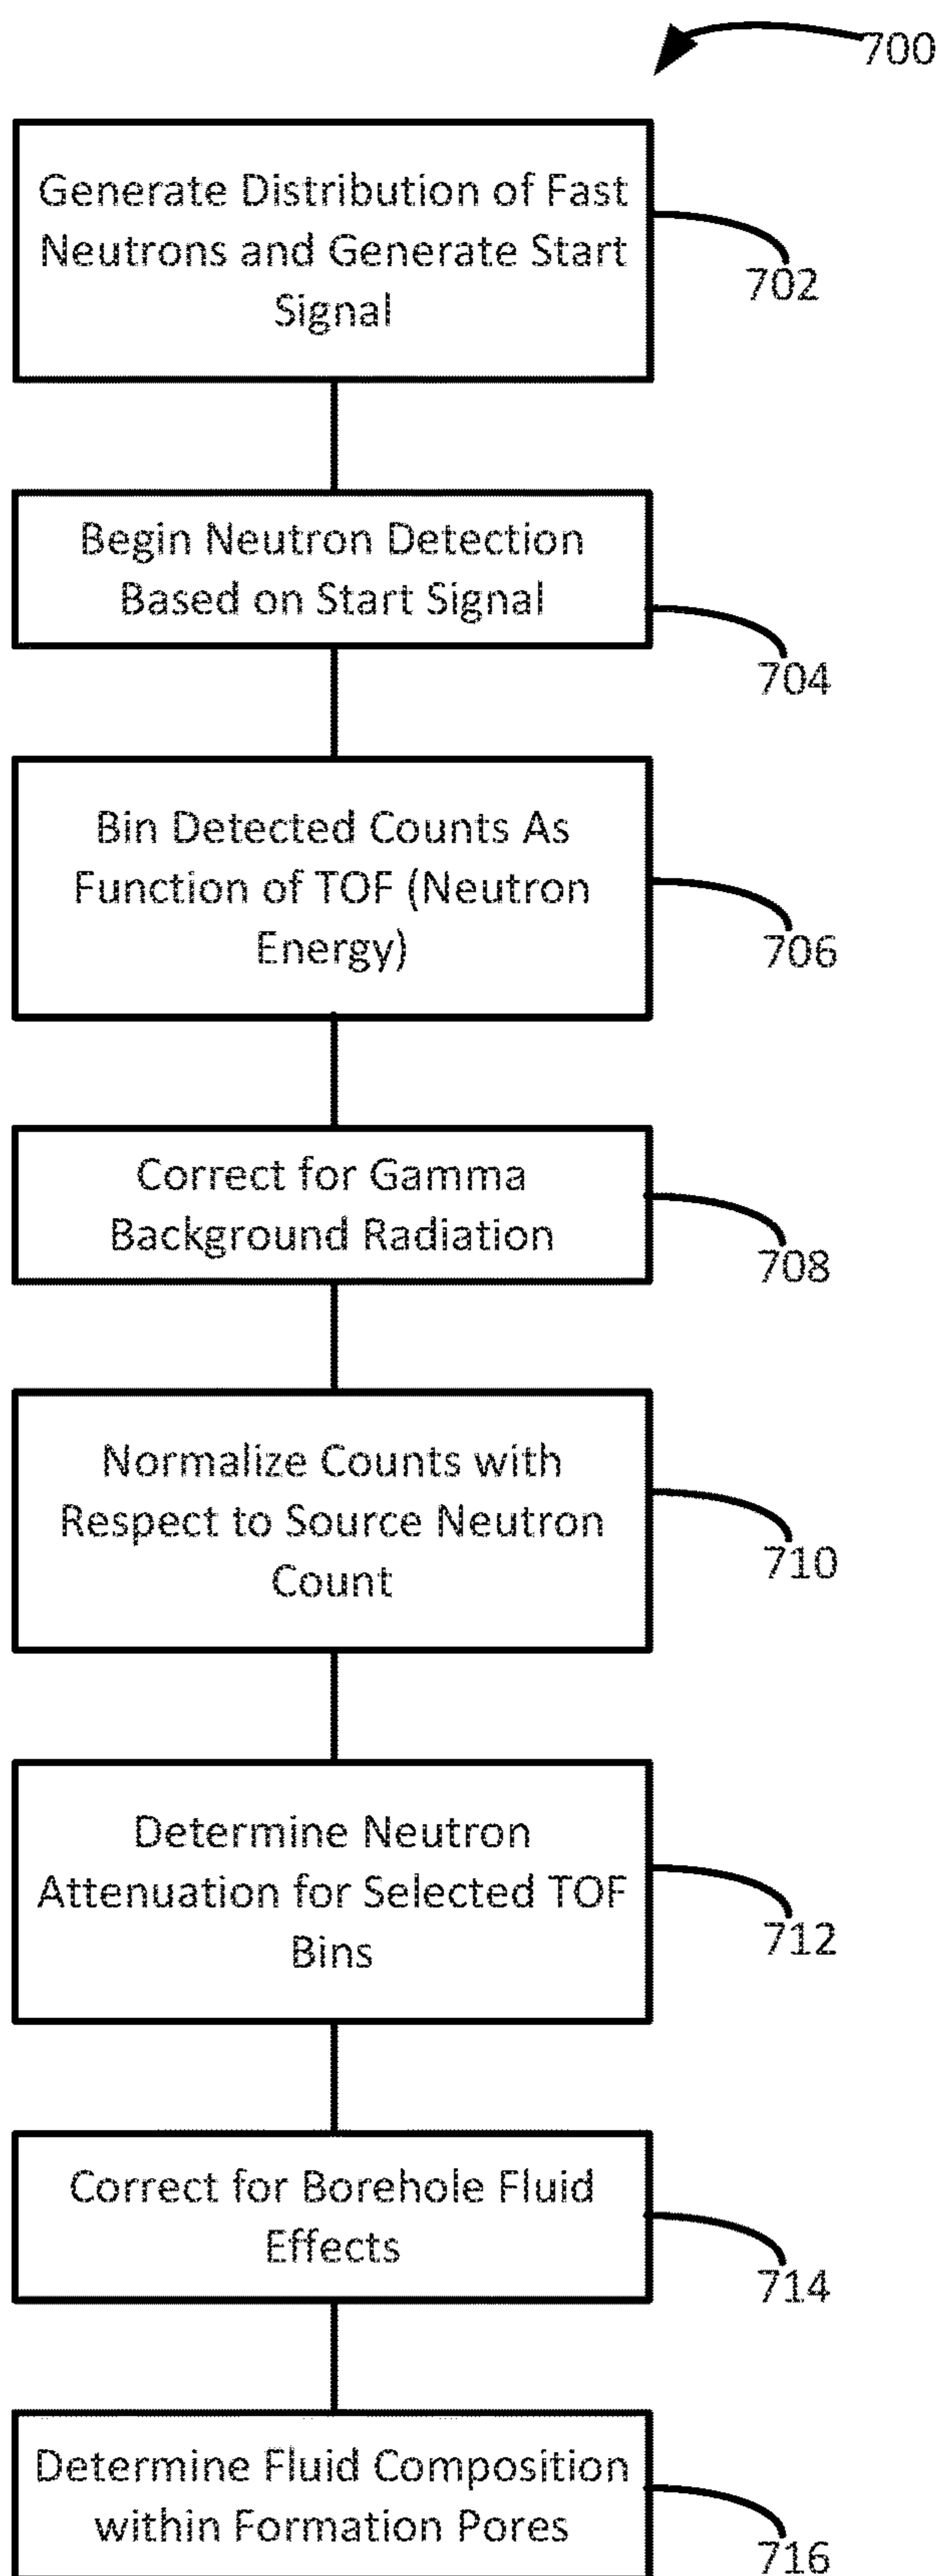 700
Generate Distribution of Fast
Neutrons and Generate Start
Signal
702
Begin Neutron Detection
Based on Start Signal
704
Bin Detected Counts As
Function of TOF (Neutron
Energy)
706
Correct for Gamma
Background Radiation
708
Normalize Counts with
Respect to Source Neutron
Count
710
Determine Neutron
Attenuation for Selected TOF
Bins
712
Correct for Borehole Fluid
Effects
714
Determine Fluid Composition
within Formation Pores
716